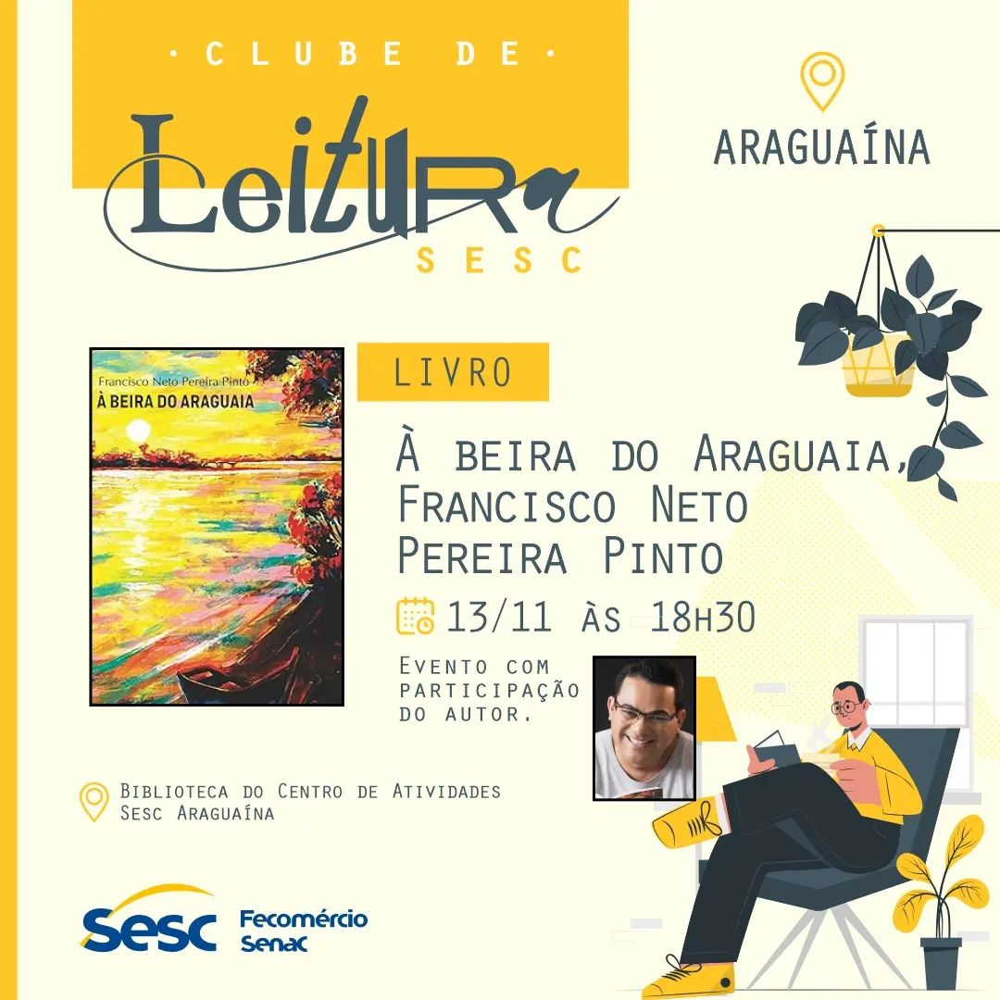 · CLUBE DE ·
Leitura
SESC
ARAGUAÍNA
Francisco Neto Pereira Pinto
À BEIRA DO ARAGUAIA
LIVRO
À BEIRA DO ARAGUAIA,
FRANCISCO NETO
PEREIRA PINTO
13/11 ÀS 18H30
EVENTO COM
PARTICIPAÇÃO
DO AUTOR.
BIBLIOTECA DO CENTRO DE ATIVIDADES
SESC ARAGUAÍNA
Sesc
Fecomércio
Senac